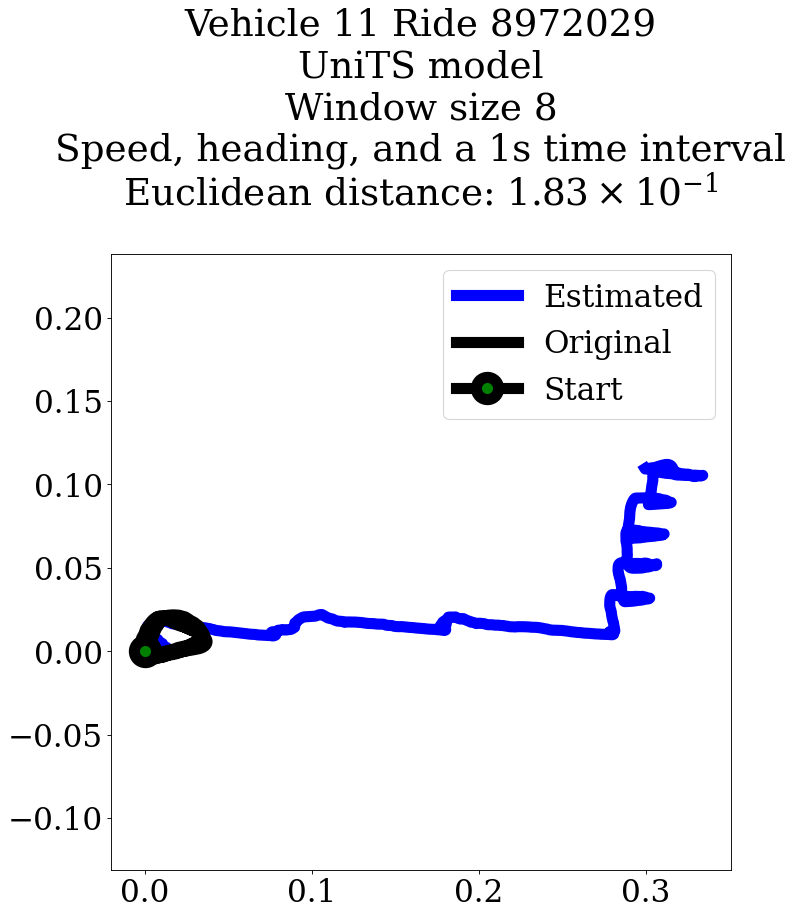 Vehicle 11 Ride 8972029
UniTS model
Window size 8
Speed, heading, and a 1s time interval
Euclidean distance: 1.83 × 10⁻¹
Estimated
Original
Start
0.20
0.15
0.10
0.05
0.00
−0.05
−0.10
0.0 0.1 0.2 0.3